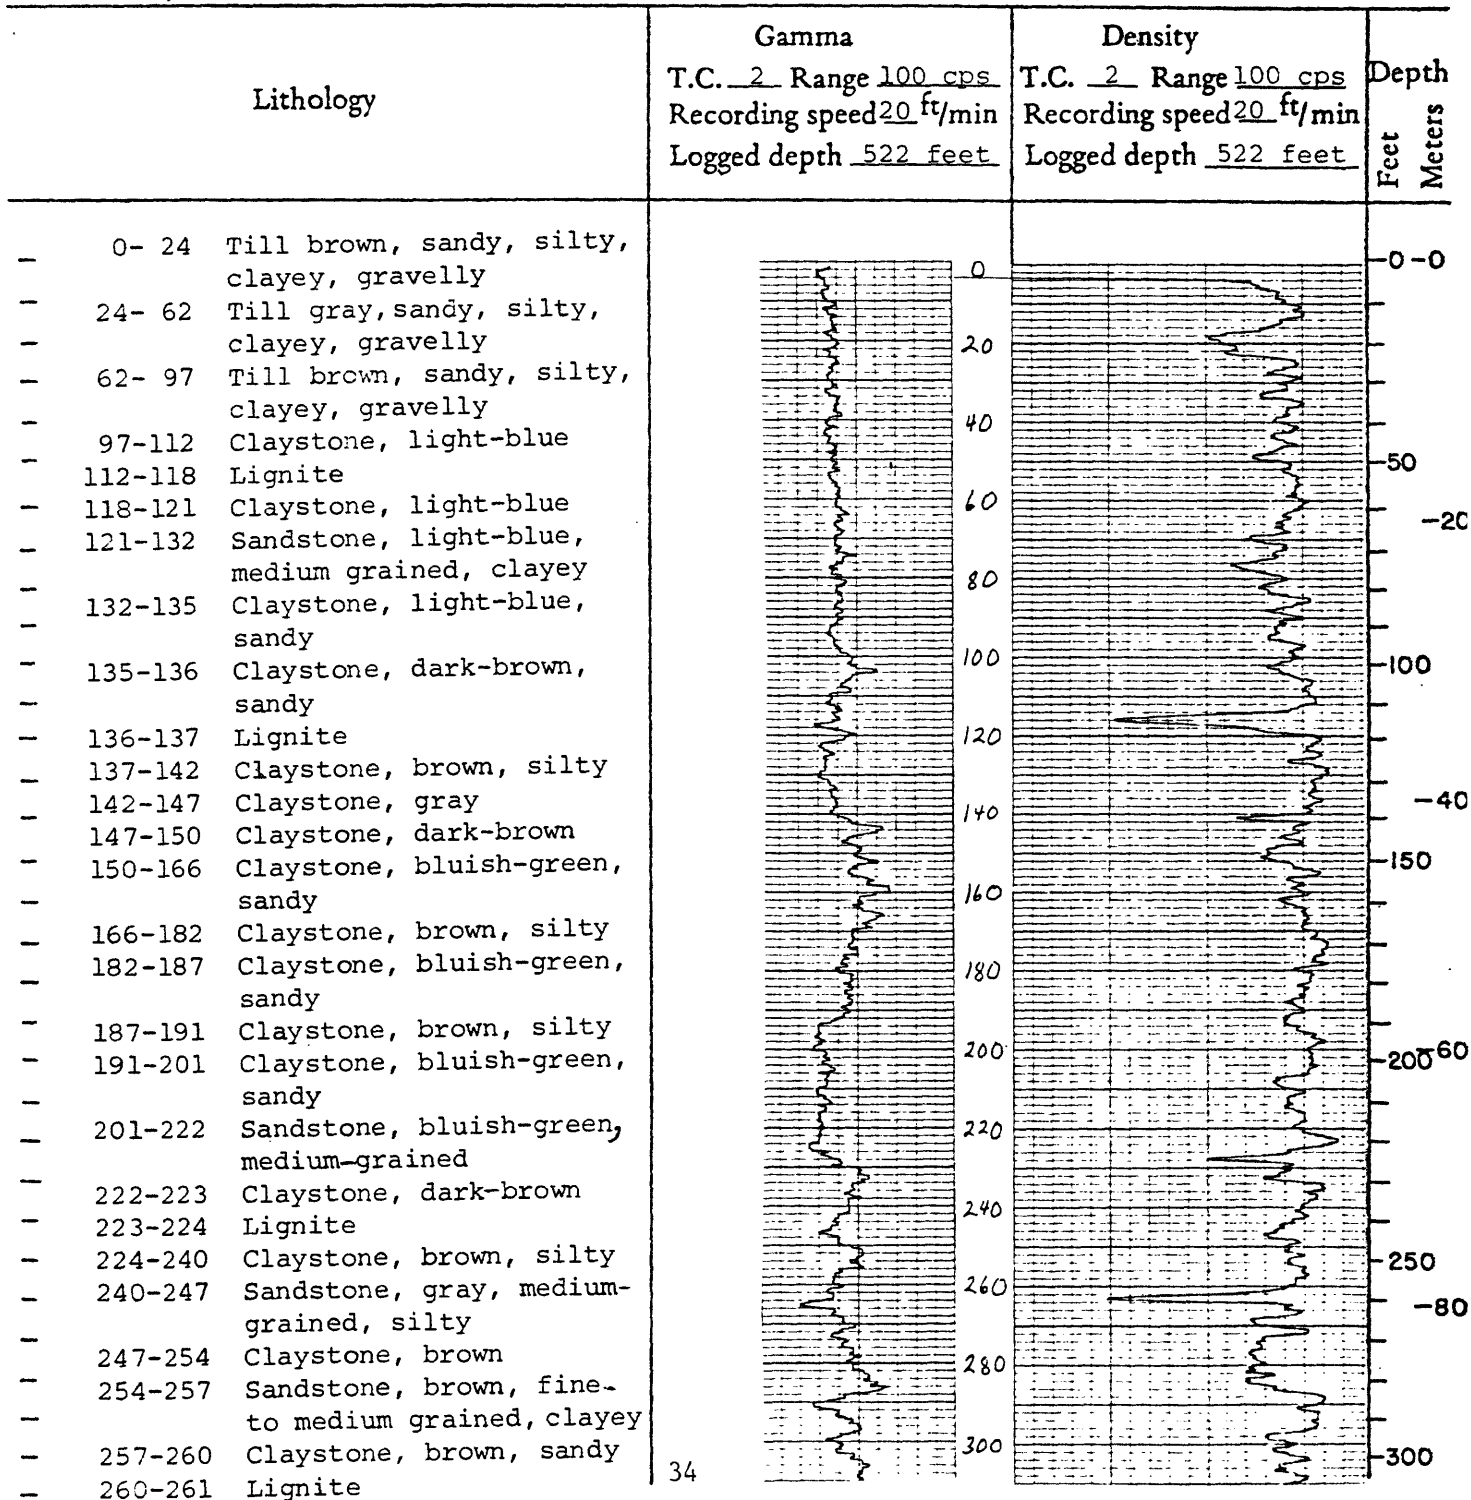 Lithology
Gamma
T.C. 2 Range 100 cps
Recording speed 20 ft/min
Logged depth 522 feet
Density
T.C. 2 Range 100 cps
Recording speed 20 ft/min
Logged depth 522 feet
Depth
Feet
Meters
0- 24 Till brown, sandy, silty,
clayey, gravelly
24- 62 Till gray, sandy, silty,
clayey, gravelly
62- 97 Till brown, sandy, silty,
clayey, gravelly
97-112 Claystone, light-blue
112-118 Lignite
118-121 Claystone, light-blue
121-132 Sandstone, light-blue,
medium grained, clayey
132-135 Claystone, light-blue,
sandy
135-136 Claystone, dark-brown,
sandy
136-137 Lignite
137-142 Claystone, brown, silty
142-147 Claystone, gray
147-150 Claystone, dark-brown
150-166 Claystone, bluish-green,
sandy
166-182 Claystone, brown, silty
182-187 Claystone, bluish-green,
sandy
187-191 Claystone, brown, silty
191-201 Claystone, bluish-green,
sandy
201-222 Sandstone, bluish-green,
medium-grained
222-223 Claystone, dark-brown
223-224 Lignite
224-240 Claystone, brown, silty
240-247 Sandstone, gray, medium-
grained, silty
247-254 Claystone, brown
254-257 Sandstone, brown, fine-
to medium grained, clayey
257-260 Claystone, brown, sandy
260-261 Lignite
34
0
20
40
60
80
100
120
140
160
180
200
220
240
260
280
300
-0-0
-50
-20
-100
-40
-150
-200
-60
-250
-80
-300